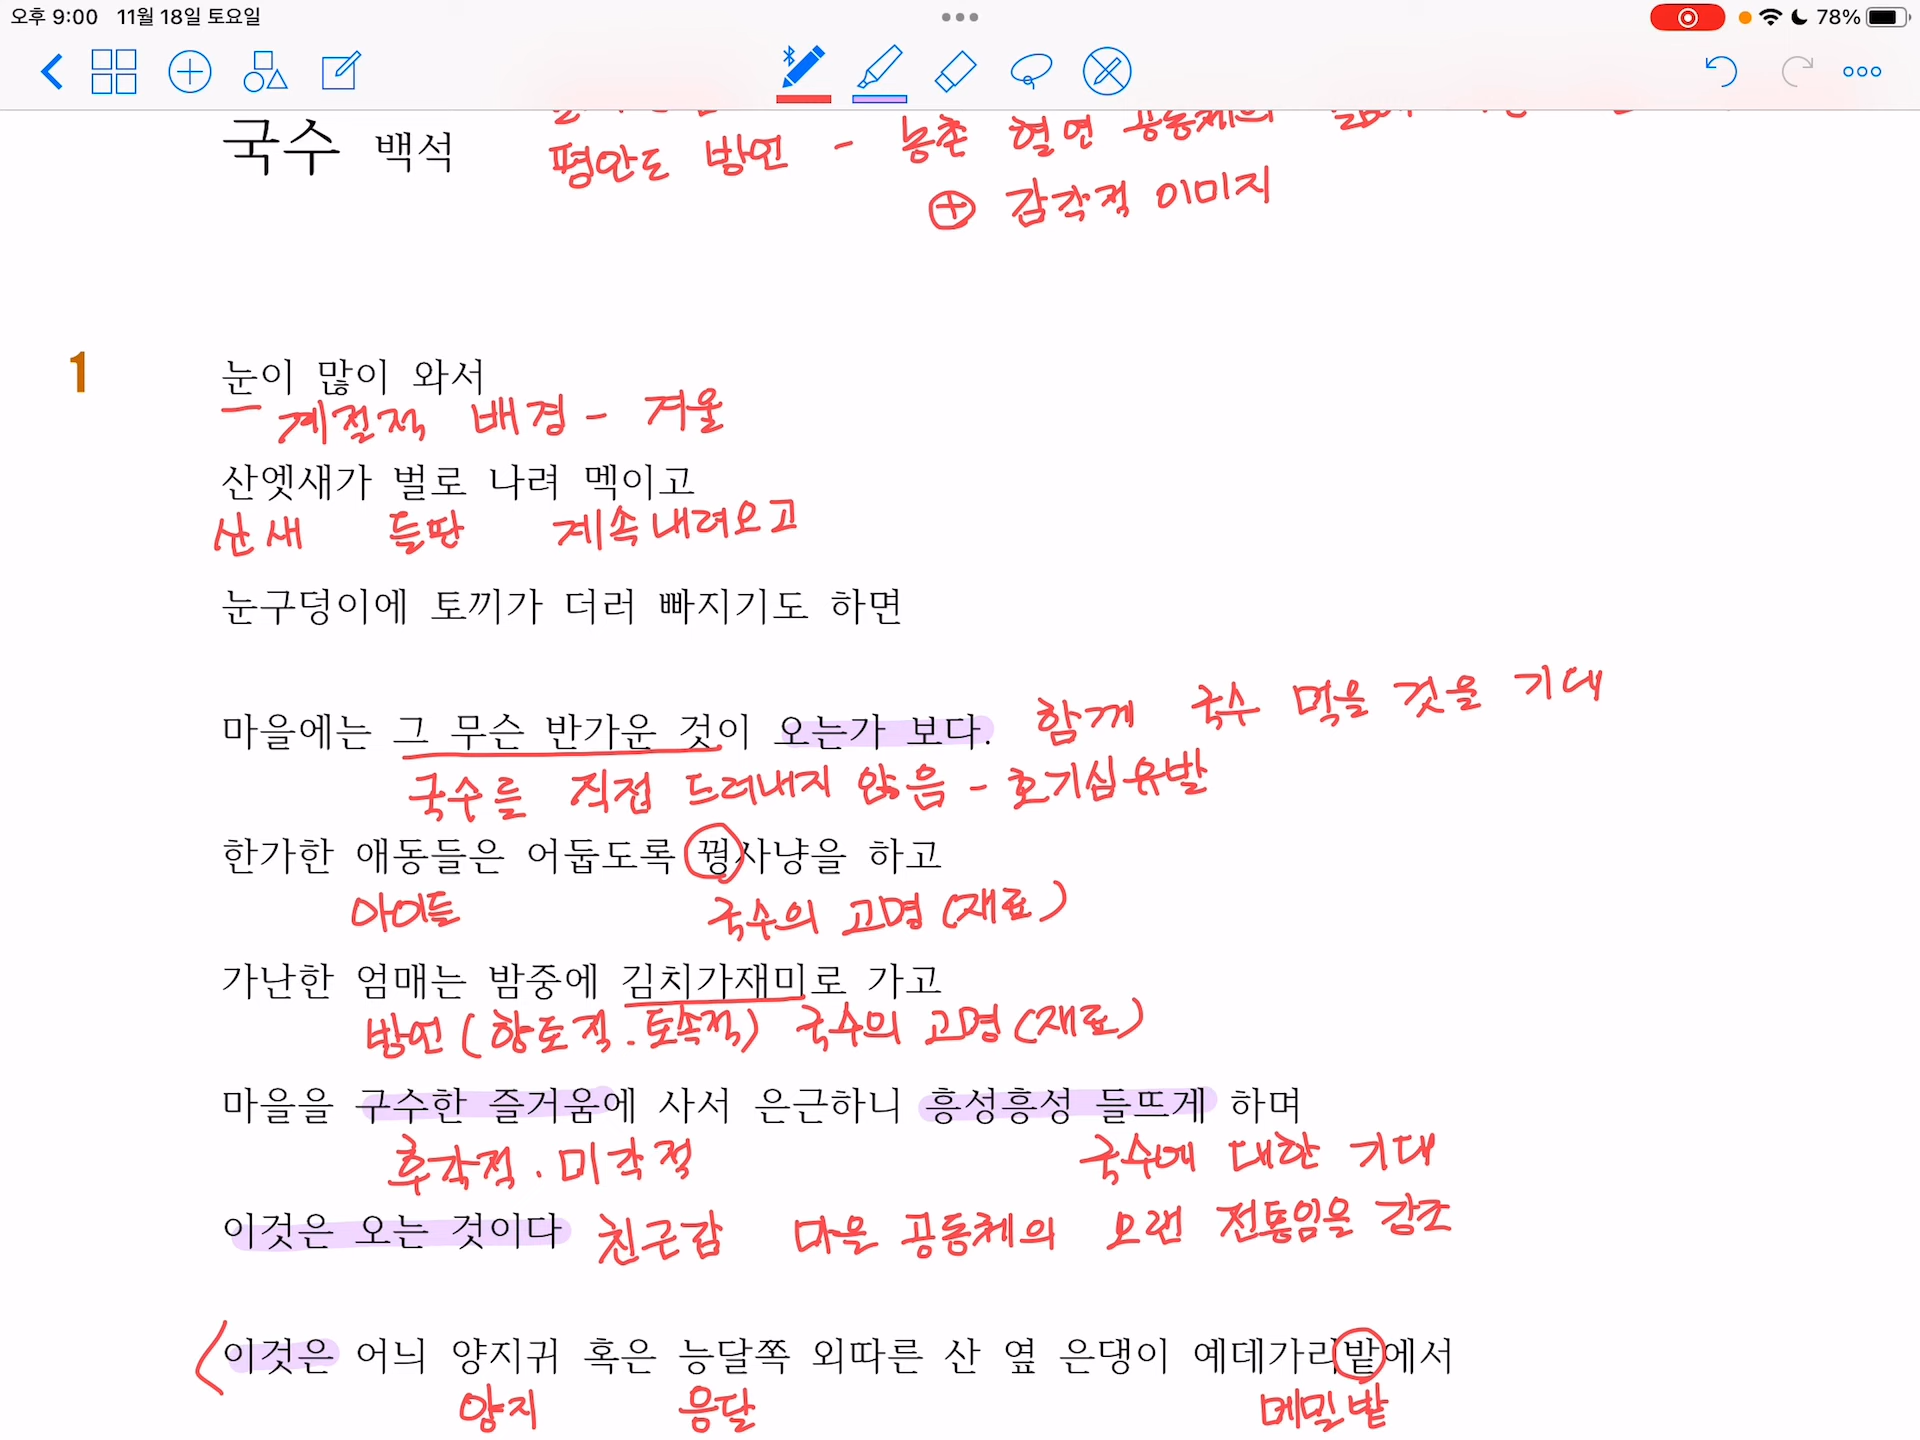 오후 9:00 11월 18일 토요일
78%
국수 백석
평안도 방언 - 농촌 혈연 공동체의
⊕ 감각적 이미지
1
눈이 많이 와서
계절적 배경 - 겨울
산엣새가 벌로 나려 멕이고
산새 들판 계속 내려오고
눈구덩이에 토끼가 더러 빠지기도 하면
마을에는 그 무슨 반가운 것이 오는가 보다. 함께 국수 먹을 것을 기대
국수를 직접 드러내지 않음 - 호기심 유발
한가한 애동들은 어둡도록 꿩사냥을 하고
아이들 국수의 고명 (재료)
가난한 엄매는 밤중에 김치가재미로 가고
방언 (향토적·토속적) 국수의 고명 (재료)
마을을 구수한 즐거움에 사서 은근하니 흥성흥성 들뜨게 하며
후각적·미각적 국수에 대한 기대
이것은 오는 것이다 친근감 마을 공동체의 오랜 전통임을 강조
이것은 어늬 양지귀 혹은 능달쪽 외따른 산 옆 은댕이 예데가리밭에서
양지 응달 메밀밭